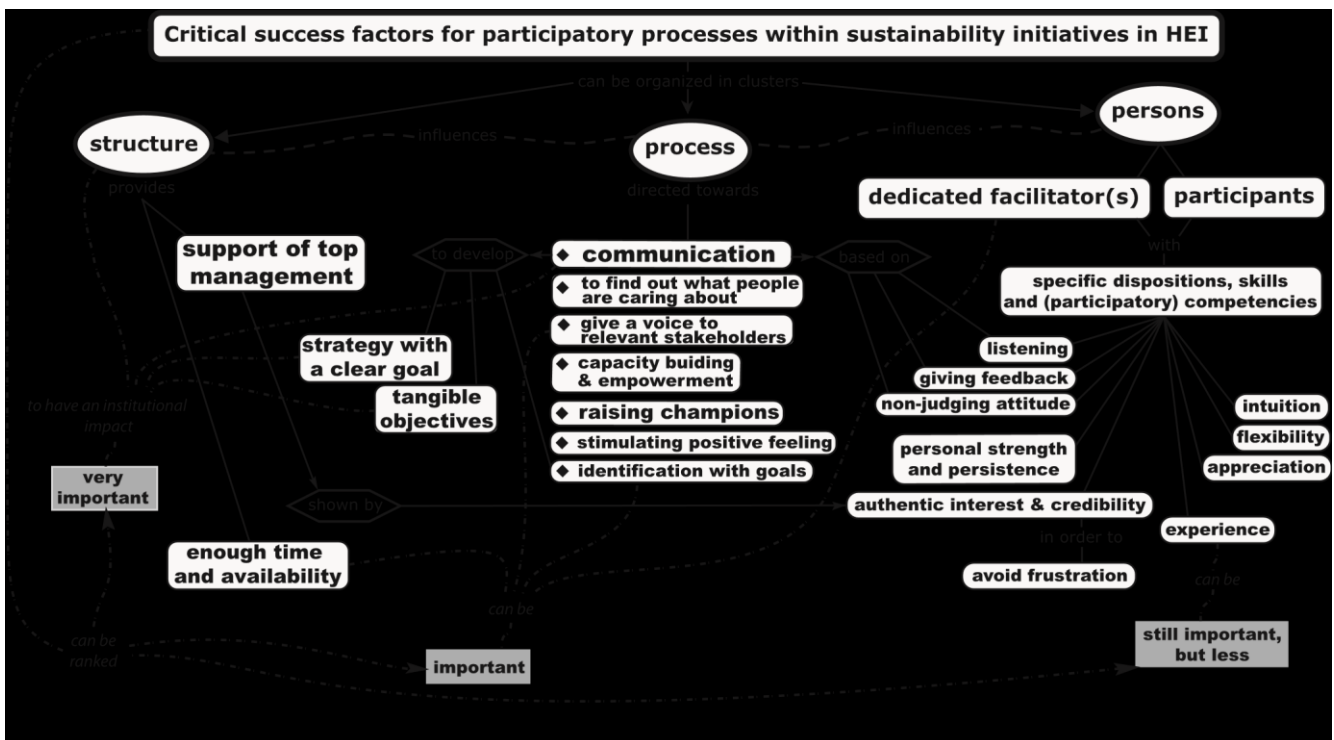 Critical success factors for participatory processes within sustainability initiatives in HEI
can be organized in clusters
structure
influences
process
influences
persons
provides
directed towards
dedicated facilitator(s)
participants
with
support of top
management
to develop
◆ communication
based on
◆ to find out what people
are caring about
◆ give a voice to
relevant stakeholders
◆ capacity buiding
& empowerment
◆ raising champions
◆ stimulating positive feeling
◆ identification with goals
specific dispositions, skills
and (participatory) competencies
strategy with
a clear goal
tangible
objectives
listening
giving feedback
non-judging attitude
intuition
flexibility
appreciation
to have an institutional
impact
very
important
personal strength
and persistence
shown by
authentic interest & credibility
experience
in order to
avoid frustration
enough time
and availability
can be
can be
can be
ranked
important
still important,
but less